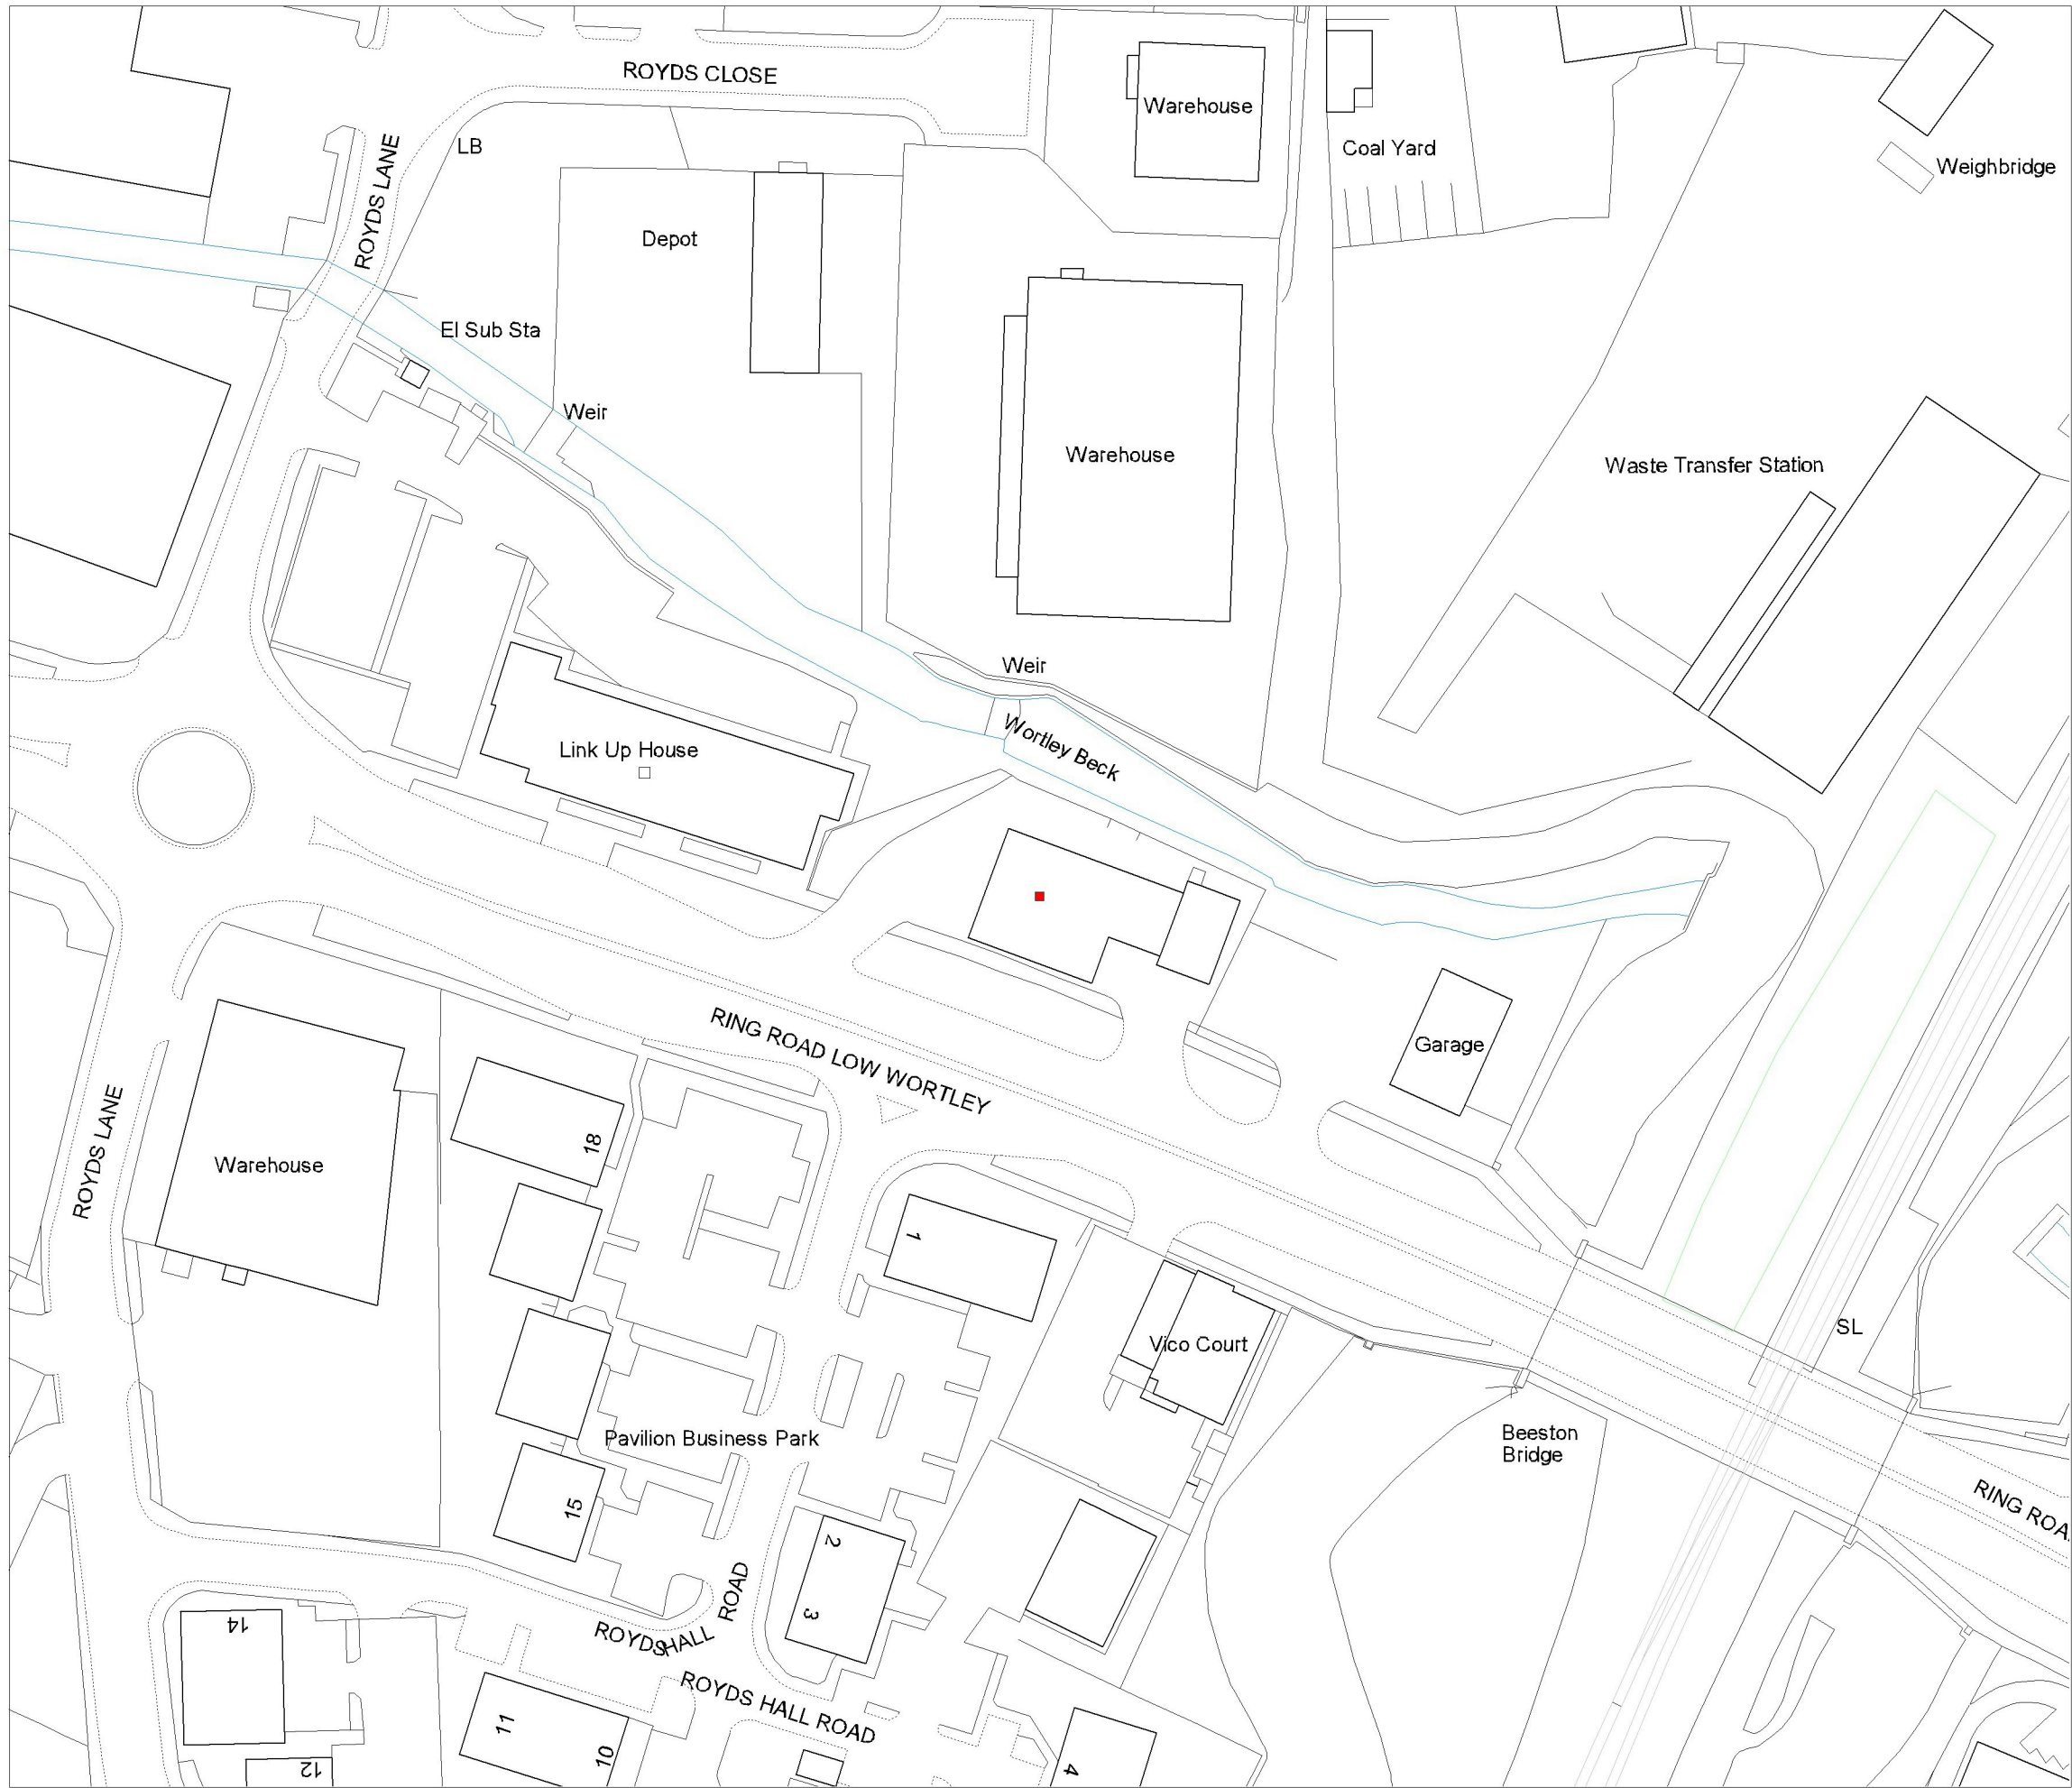 ROYDS CLOSE
Warehouse
LB
Coal Yard
Weighbridge
ROYDS LANE
Depot
El Sub Sta
Weir
Warehouse
Waste Transfer Station
Weir
Wortley Beck
Link Up House
RING ROAD LOW WORTLEY
Garage
18
Warehouse
ROYDS LANE
1
Vico Court
SL
Pavilion Business Park
Beeston
Bridge
15
RING ROA
2
3
ROAD
ROYDS
HALL
14
ROYDS HALL ROAD
11
10
12
4